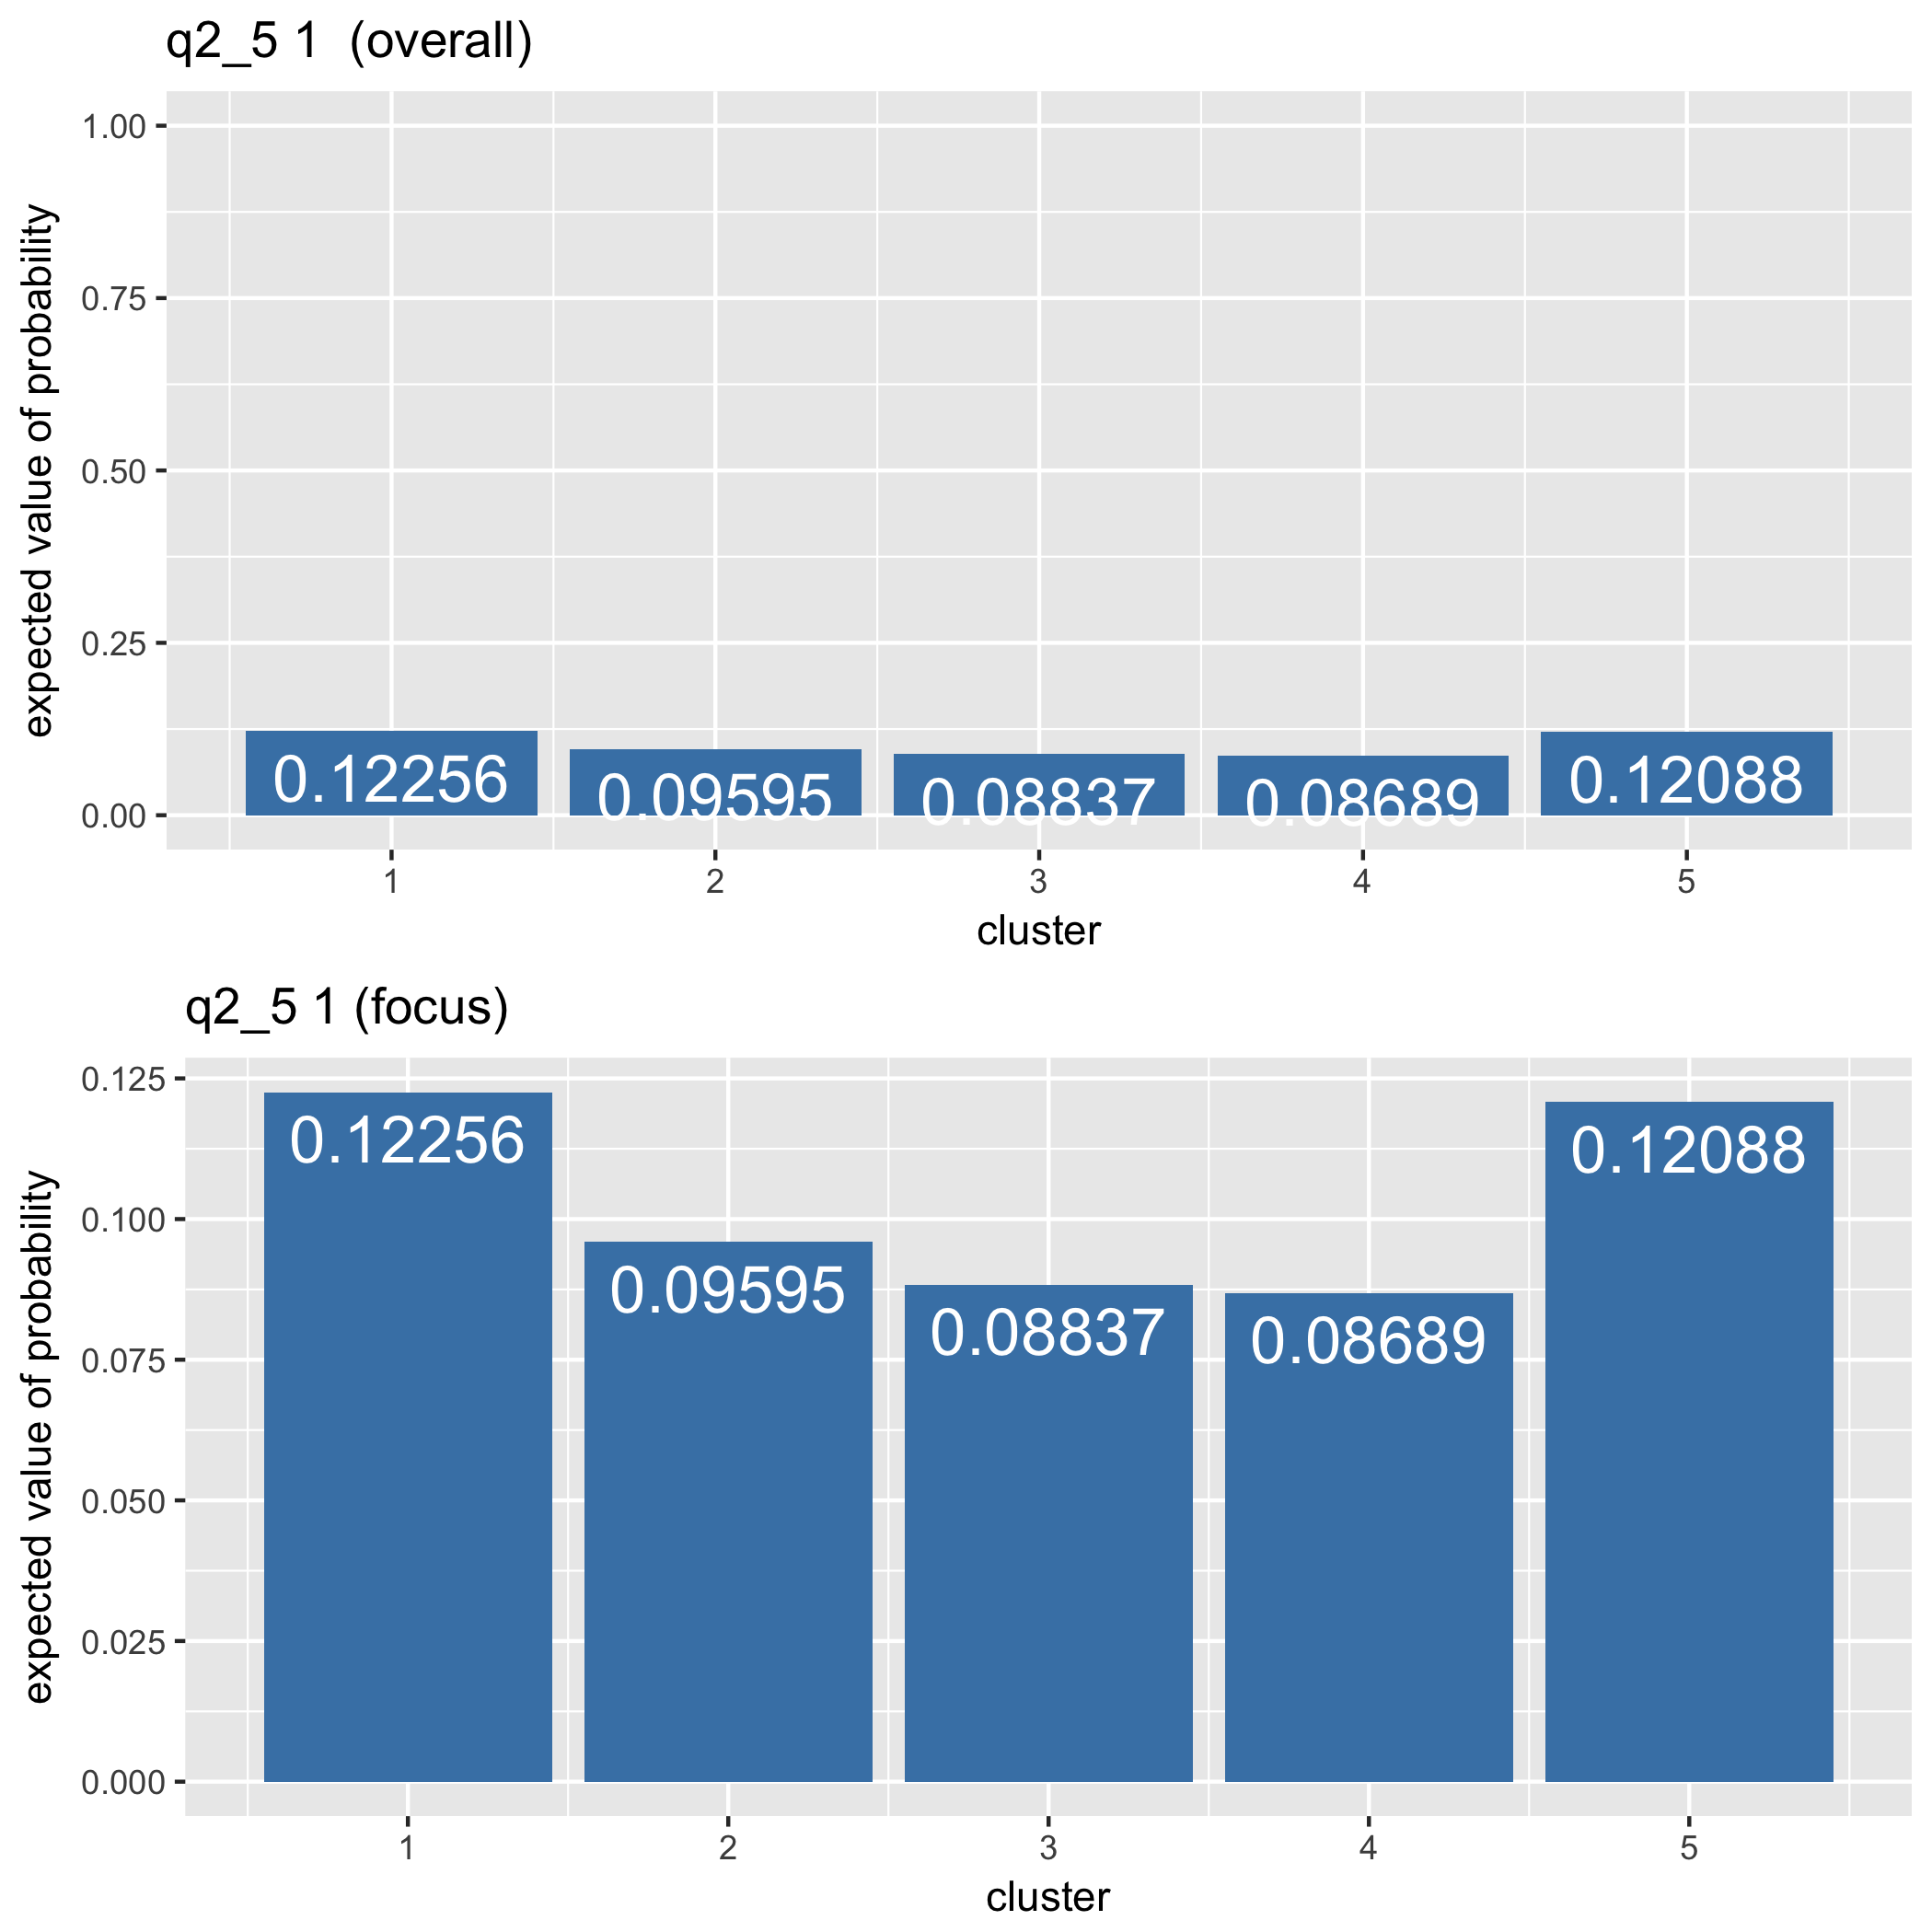 q2_5 1  (overall)
expected value of probability
1.00
0.75
0.50
0.25
0.00
0.12256
0.09595
0.08837
0.08689
0.12088
1 2 3 4 5
cluster
q2_5 1 (focus)
expected value of probability
0.125
0.100
0.075
0.050
0.025
0.000
0.12256
0.09595
0.08837
0.08689
0.12088
1 2 3 4 5
cluster